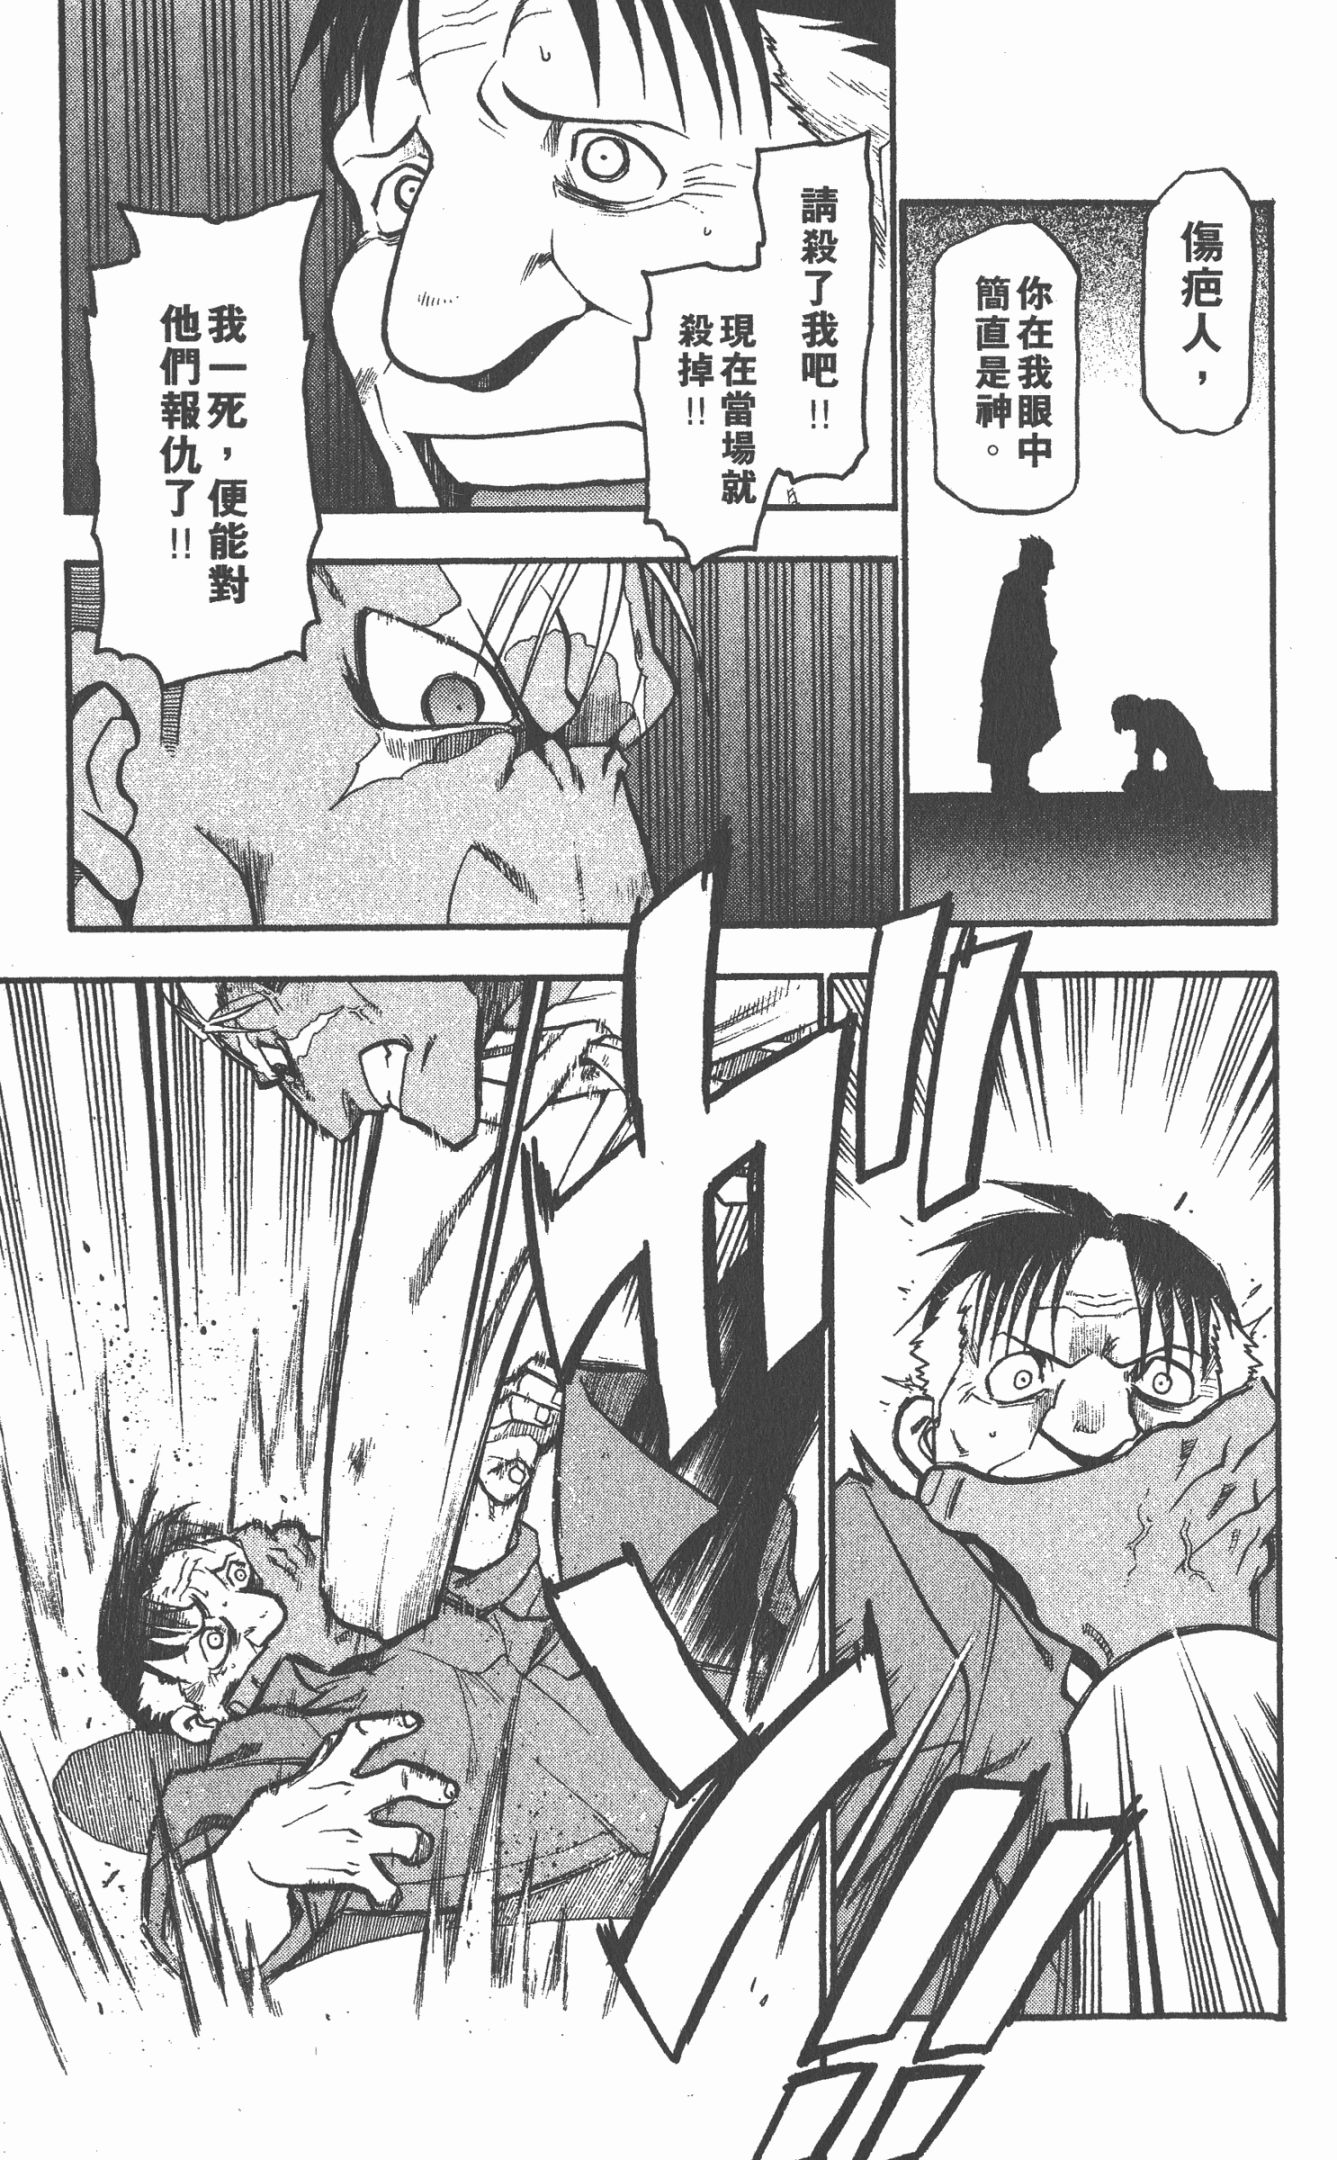 傷疤人，
你在我眼中
簡直是神。
請殺了我吧!!
現在當場就
殺掉!!
我一死，便能對
他們報仇了!!
ガッ!!